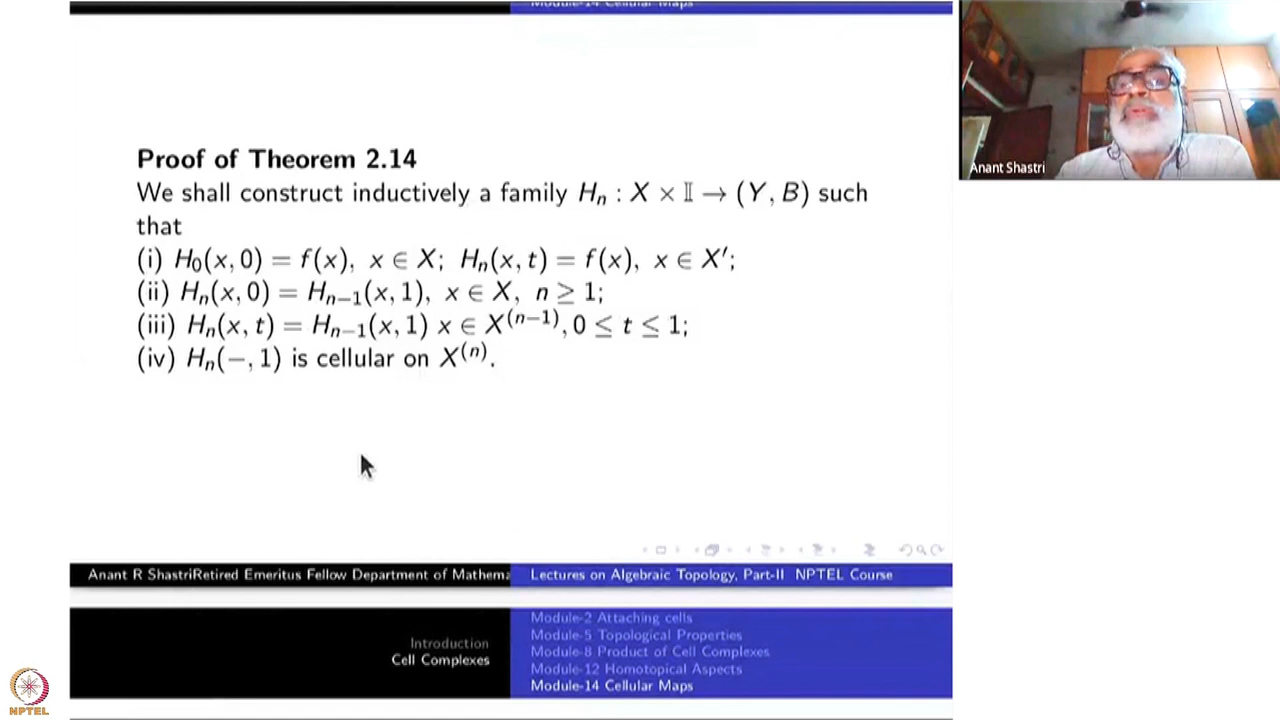 Module-14 Cellular Maps
Proof of Theorem 2.14
We shall construct inductively a family Hₙ : X × 𝕀 → (Y, B) such
that
(i) H₀(x, 0) = f(x), x ∈ X; Hₙ(x, t) = f(x), x ∈ X′;
(ii) Hₙ(x, 0) = Hₙ₋₁(x, 1), x ∈ X, n ≥ 1;
(iii) Hₙ(x, t) = Hₙ₋₁(x, 1) x ∈ X⁽ⁿ⁻¹⁾, 0 ≤ t ≤ 1;
(iv) Hₙ(−, 1) is cellular on X⁽ⁿ⁾.
Anant Shastri
Anant R ShastriRetired Emeritus Fellow Department of Mathema
Lectures on Algebraic Topology, Part-II NPTEL Course
Introduction
Cell Complexes
Module-2 Attaching cells
Module-5 Topological Properties
Module-8 Product of Cell Complexes
Module-12 Homotopical Aspects
Module-14 Cellular Maps
NPTEL